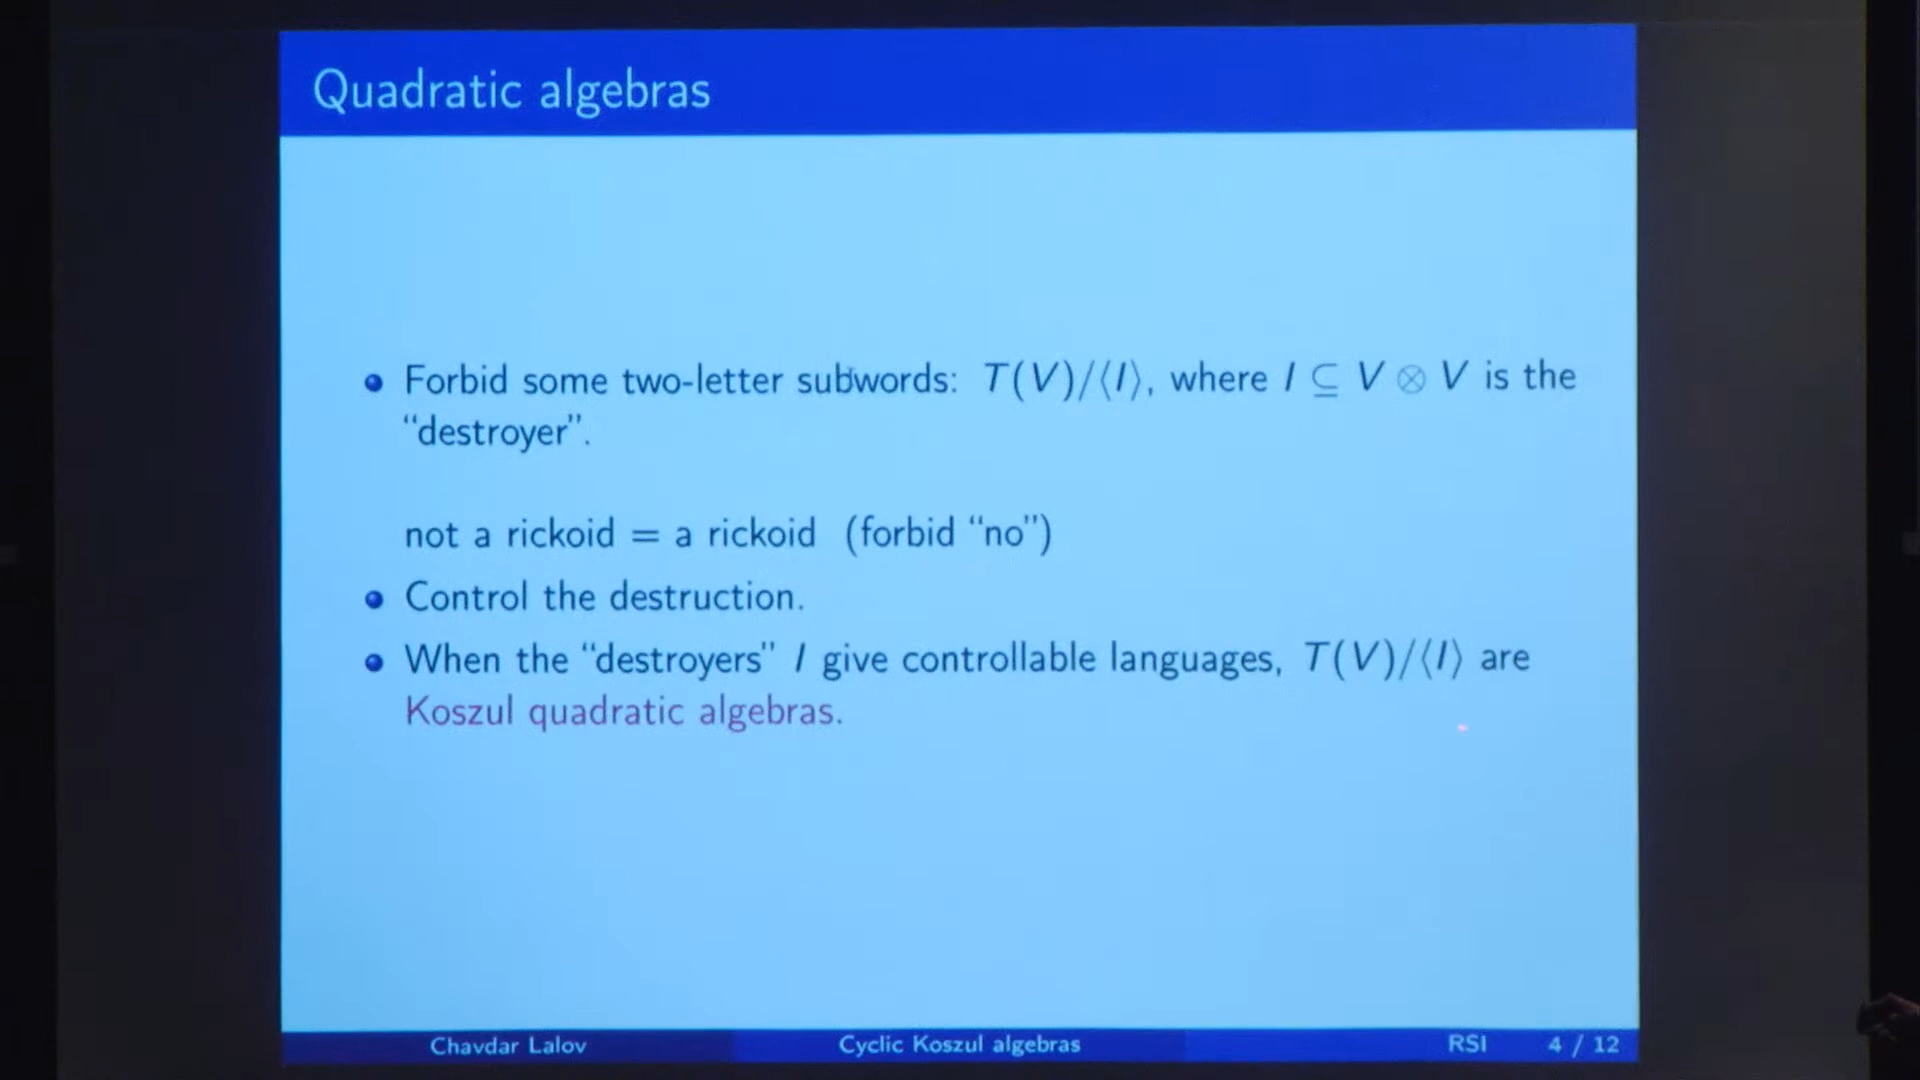 Quadratic algebras
Forbid some two-letter subwords: T(V)/⟨I⟩, where I ⊆ V ⊗ V is the
“destroyer”.
not a rickoid = a rickoid (forbid “no”)
Control the destruction.
When the “destroyers” I give controllable languages, T(V)/⟨I⟩ are
Koszul quadratic algebras.
Chavdar Lalov Cyclic Koszul algebras RSI 4 / 12